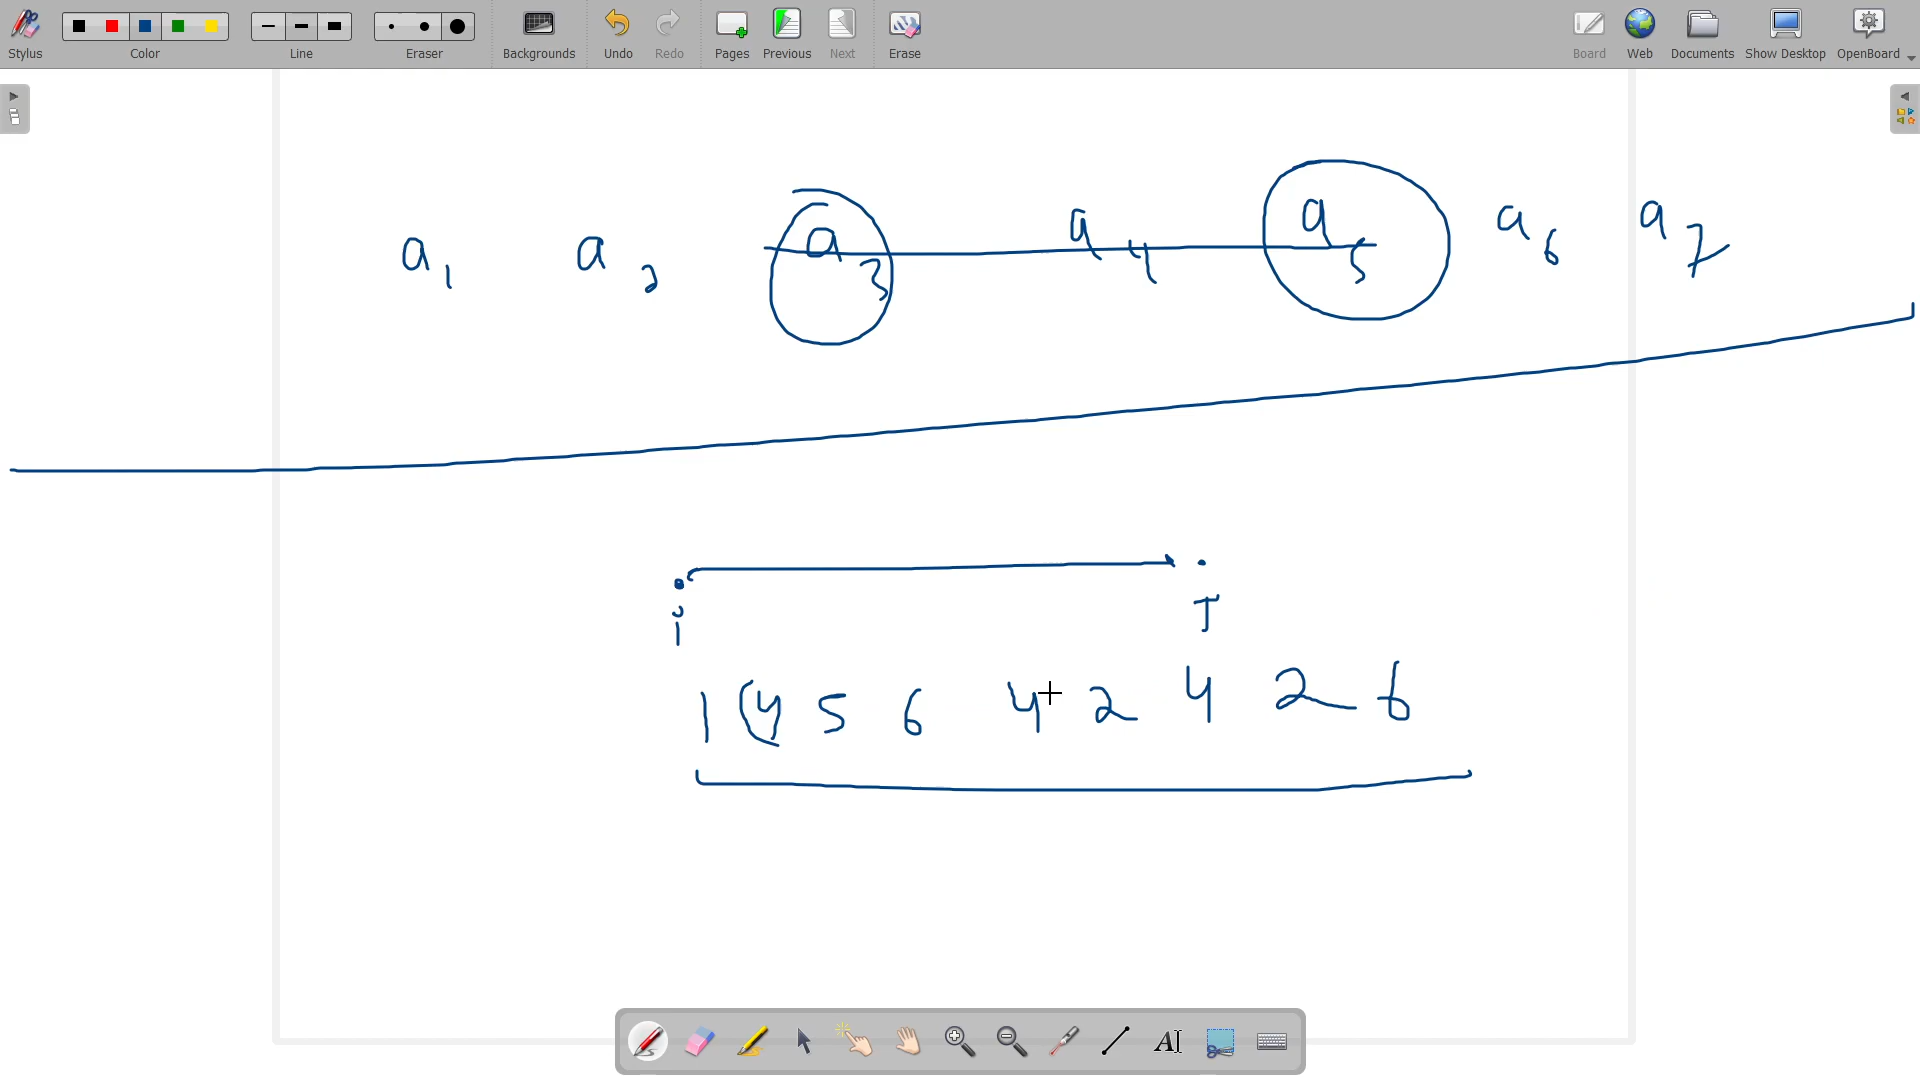 Stylus Color Line Eraser Backgrounds Undo Redo Pages Previous Next Erase Board Web Documents Show Desktop OpenBoard
a1 a2 a3 a4 a5 a6 a7
i J
1 (4 5 6 4 2 4 2 6
AI